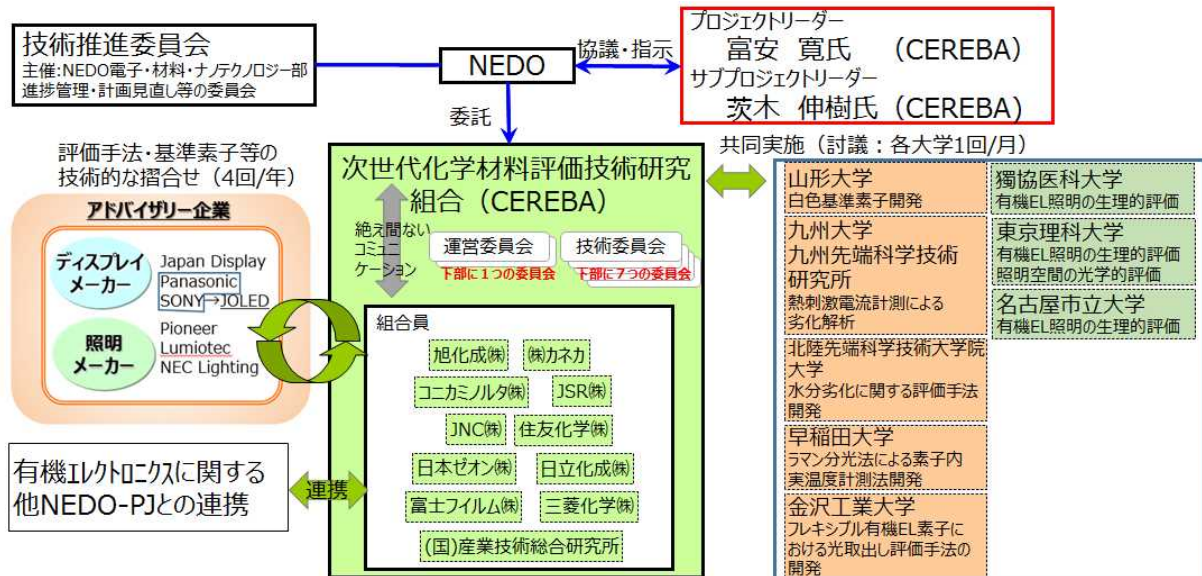 技術推進委員会
主催:NEDO電子・材料・ナノテクノロジー部
進捗管理・計画見直し等の委員会
NEDO
協議・指示
プロジェクトリーダー
富安 寛氏 (CEREBA)
サブプロジェクトリーダー
茨木 伸樹氏 (CEREBA)
委託
評価手法・基準素子等の
技術的な摺合せ(4回/年)
アドバイザリー企業
ディスプレイ
メーカー
Japan Display
Panasonic
SONY→JOLED
照明
メーカー
Pioneer
Lumiotec
NEC Lighting
有機エレクトロニクスに関する
他NEDO-PJとの連携
連携
次世代化学材料評価技術研究
組合(CEREBA)
絶え間ない
コミュニ
ケーション
運営委員会
下部に1つの委員会
技術委員会
下部に7つの委員会
組合員
旭化成㈱
㈱カネカ
コニカミノルタ㈱
JSR㈱
JNC㈱
住友化学㈱
日本ゼオン㈱
日立化成㈱
富士フイルム㈱
三菱化学㈱
(国)産業技術総合研究所
共同実施(討議:各大学1回/月)
山形大学
白色基準素子開発
九州大学
九州先端科学技術
研究所
熱刺激電流計測による
劣化解析
北陸先端科学技術大学院
大学
水分劣化に関する評価手法
開発
早稲田大学
ラマン分光法による素子内
実温度計測法開発
金沢工業大学
フレキシブル有機EL素子に
おける光取出し評価手法の
開発
獨協医科大学
有機EL照明の生理的評価
東京理科大学
有機EL照明の生理的評価
照明空間の光学的評価
名古屋市立大学
有機EL照明の生理的評価